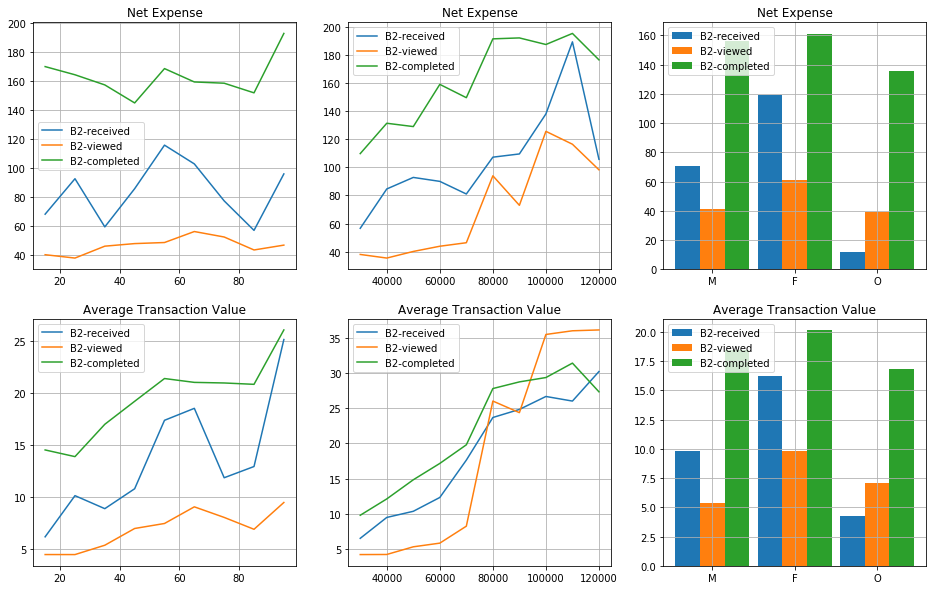 Net Expense
200
180
160
140
120
100
80
60
40
B2-received
B2-viewed
B2-completed
20
40
60
80
Net Expense
200
180
160
140
120
100
80
60
40
B2-received
B2-viewed
B2-completed
40000
60000
80000
100000
120000
Net Expense
160
140
120
100
80
60
40
20
0
B2-received
B2-viewed
B2-completed
M
F
O
Average Transaction Value
25
20
15
10
5
B2-received
B2-viewed
B2-completed
20
40
60
80
Average Transaction Value
35
30
25
20
15
10
5
B2-received
B2-viewed
B2-completed
40000
60000
80000
100000
120000
Average Transaction Value
20.0
17.5
15.0
12.5
10.0
7.5
5.0
2.5
0.0
B2-received
B2-viewed
B2-completed
M
F
O